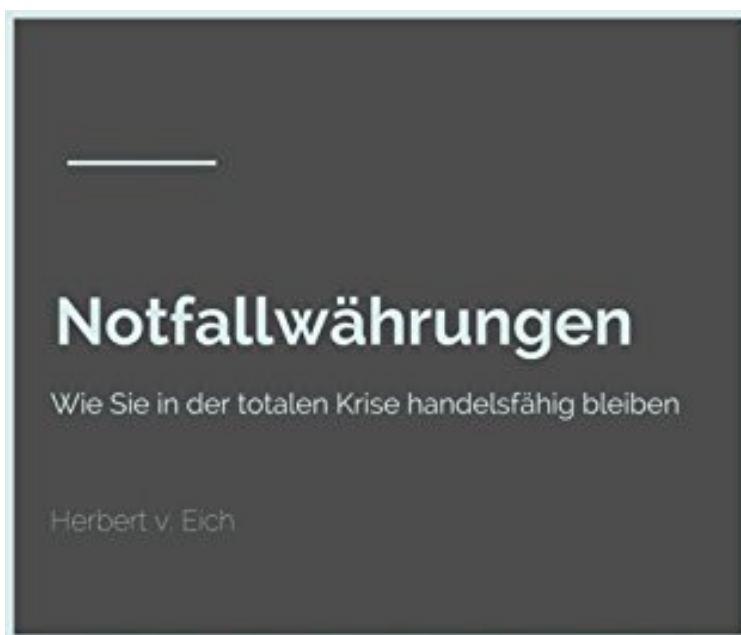 Notfallwährungen
Wie Sie in der totalen Krise handelsfähig bleiben
Herbert v. Eich